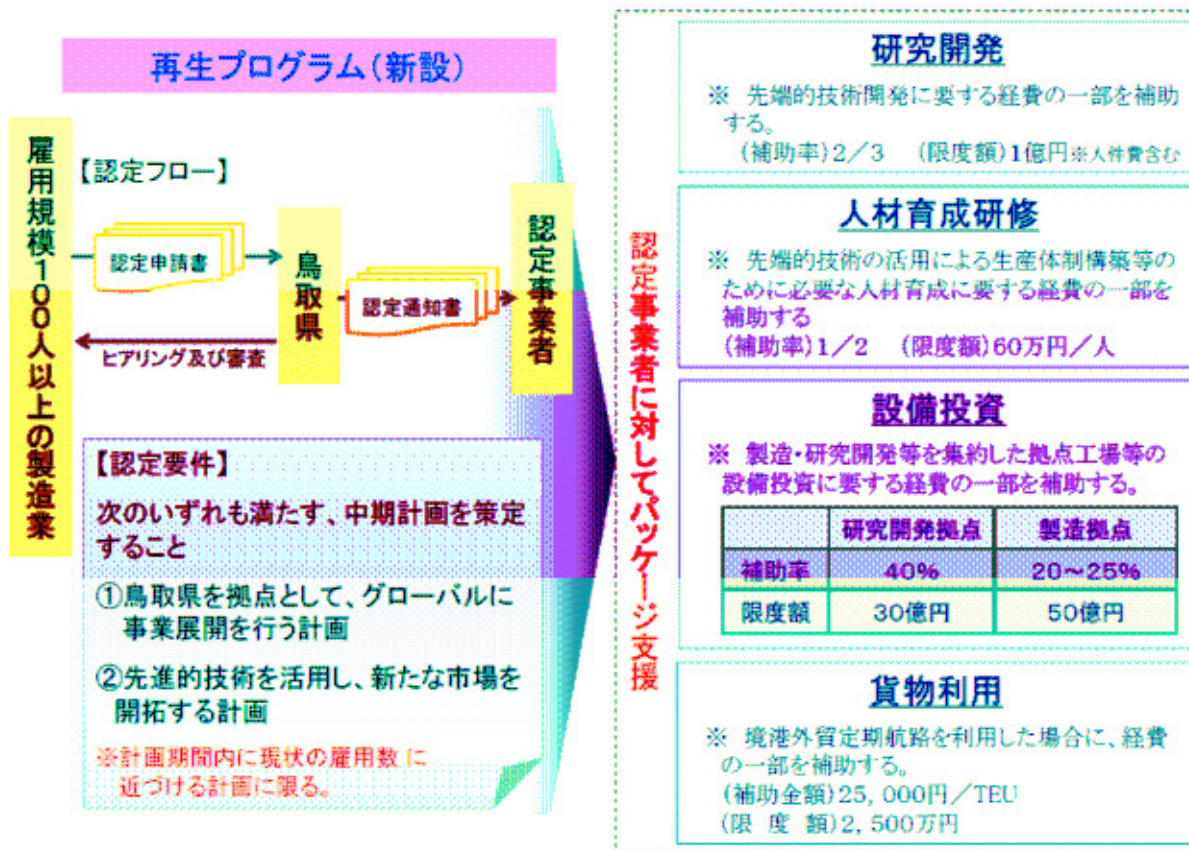 再生プログラム(新設)
雇用規模100人以上の製造業
【認定フロー】
認定申請書
鳥取県
認定通知書
認定事業者
ヒアリング及び審査
【認定要件】
次のいずれも満たす、中期計画を策定
すること
①鳥取県を拠点として、グローバルに
事業展開を行う計画
②先進的技術を活用し、新たな市場を
開拓する計画
※計画期間内に現状の雇用数に
近づける計画に限る。
認定事業者に対してパッケージ支援
研究開発
※ 先端的技術開発に要する経費の一部を補助
する。
(補助率)2/3 (限度額)1億円※人件費含む
人材育成研修
※ 先端的技術の活用による生産体制構築等の
ために必要な人材育成に要する経費の一部を
補助する
(補助率)1/2 (限度額)60万円/人
設備投資
※ 製造・研究開発等を集約した拠点工場等の
設備投資に要する経費の一部を補助する。
研究開発拠点 製造拠点
補助率 40% 20~25%
限度額 30億円 50億円
貨物利用
※ 境港外貿定期航路を利用した場合に、経費
の一部を補助する。
(補助金額)25,000円/TEU
(限 度 額)2,500万円